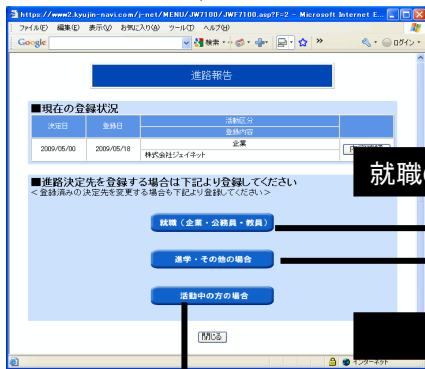 https://www2.kyujin-navi.com/j-net/MENU/JW7100/JWF7100.asp?F=2 - Microsoft Internet E...
ファイル(F) 編集(E) 表示(V) お気に入り(A) ツール(T) ヘルプ(H)
Google 検索 » ログイン
進路報告
■現在の登録状況
決定日 登録日 活動区分
登録内容
2009/05/00 2009/05/18 企業
株式会社ジェイネット
就職
■進路決定先を登録する場合は下記より登録してください
<登録済みの決定先を変更する場合も下記より登録してください>
就職(企業・公務員・教員)
進学・その他の場合
活動中の方の場合
閉じる
インターネット